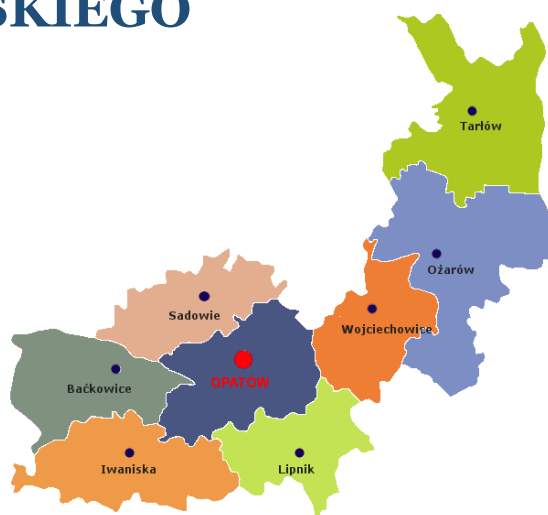 SKIEGO
Tarłów
Ożarów
Sadowie
Wojciechowice
OPATÓW
Baćkowice
Iwaniska
Lipnik